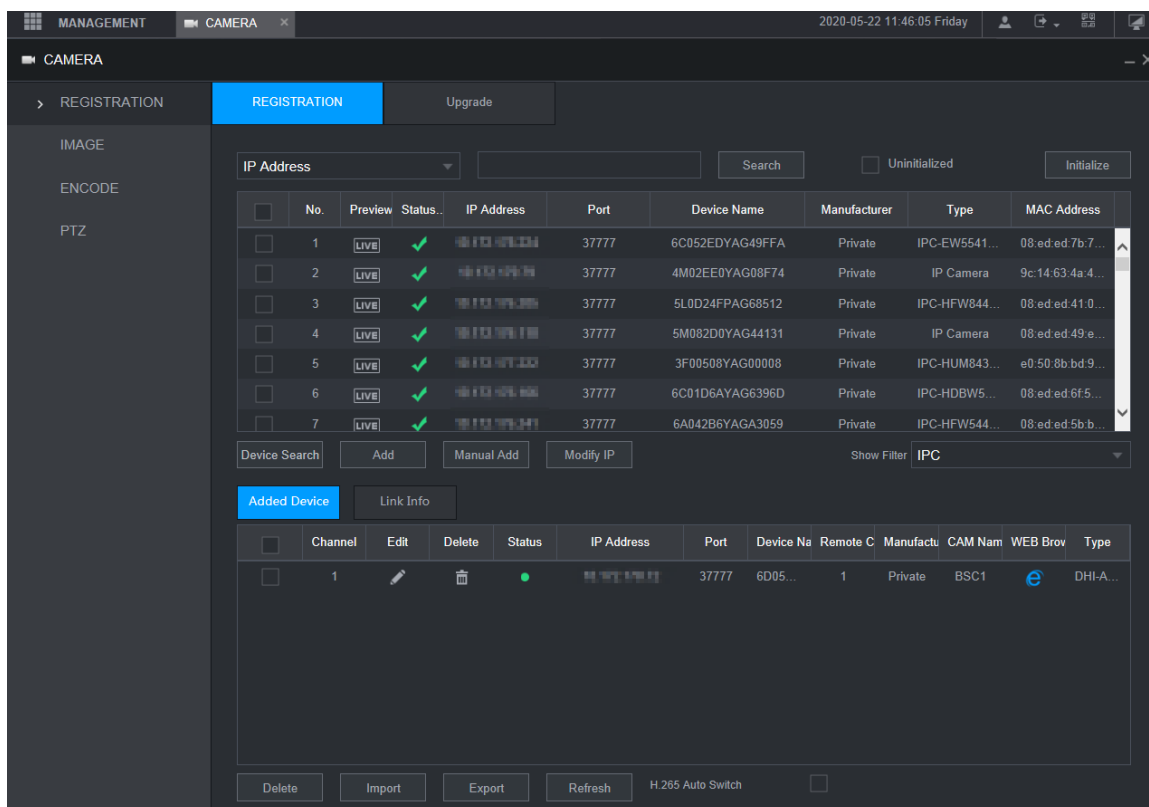 MANAGEMENT CAMERA × 2020-05-22 11:46:05 Friday
CAMERA
REGISTRATION
IMAGE
ENCODE
PTZ
REGISTRATION Upgrade
IP Address Search Uninitialized Initialize
No. Preview Status.. IP Address Port Device Name Manufacturer Type MAC Address
1 LIVE 37777 6C052EDYAG49FFA Private IPC-EW5541... 08:ed:ed:7b:7...
2 LIVE 37777 4M02EE0YAG08F74 Private IP Camera 9c:14:63:4a:4...
3 LIVE 37777 5L0D24FPAG68512 Private IPC-HFW844... 08:ed:ed:41:0...
4 LIVE 37777 5M082D0YAG44131 Private IP Camera 08:ed:ed:49:e...
5 LIVE 37777 3F00508YAG00008 Private IPC-HUM843... e0:50:8b:bd:9...
6 LIVE 37777 6C01D6AYAG6396D Private IPC-HDBW5... 08:ed:ed:6f:5...
7 LIVE 37777 6A042B6YAGA3059 Private IPC-HFW544... 08:ed:ed:5b:b...
Device Search Add Manual Add Modify IP Show Filter IPC
Added Device Link Info
Channel Edit Delete Status IP Address Port Device Na Remote C Manufactu CAM Nam WEB Brov Type
1 37777 6D05... 1 Private BSC1 DHI-A...
Delete Import Export Refresh H.265 Auto Switch